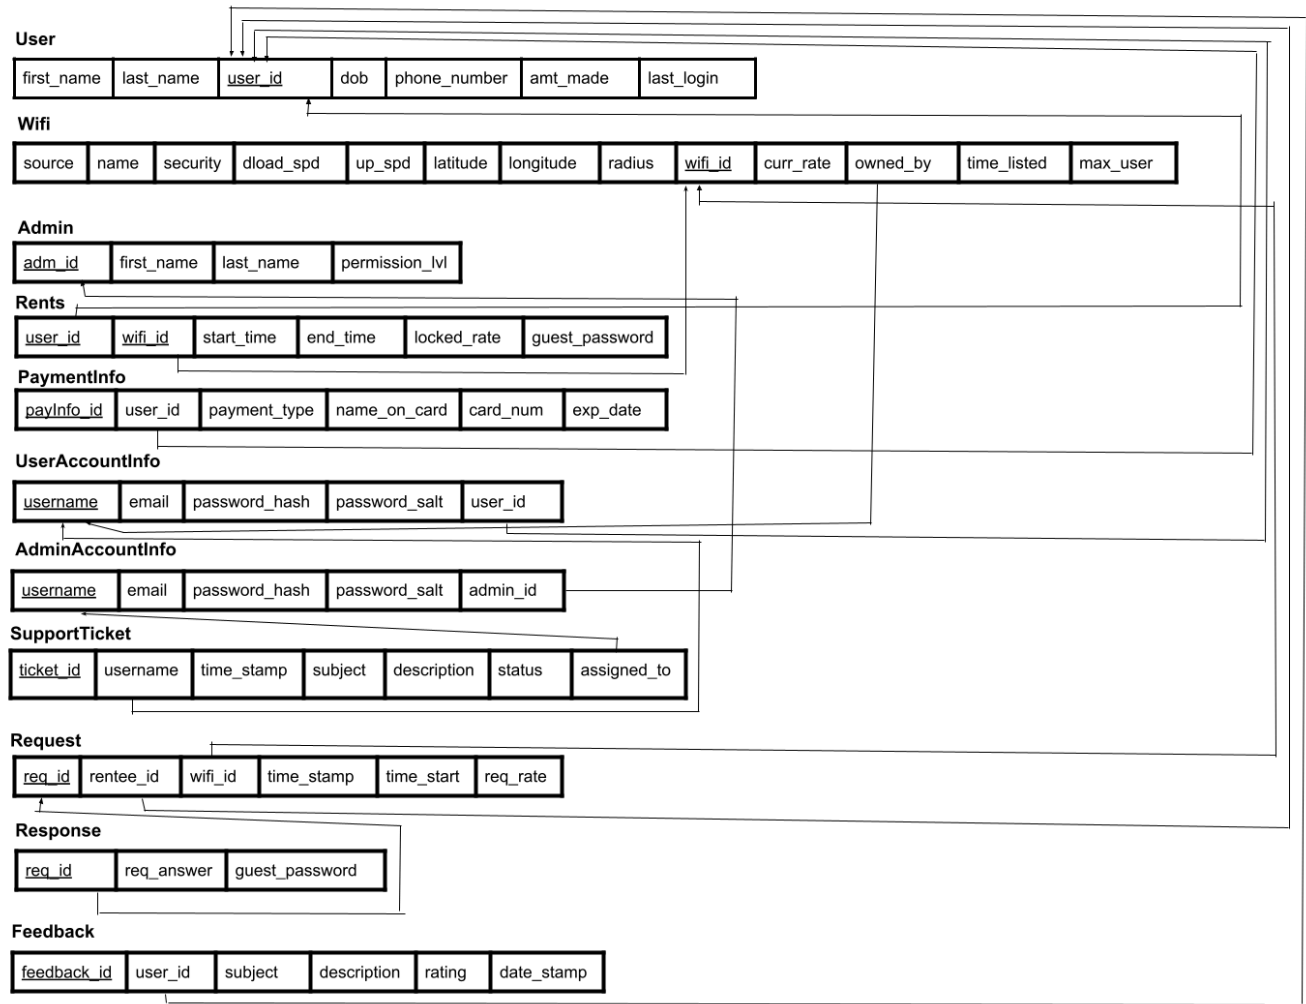 User
first_name last_name user_id dob phone_number amt_made last_login
Wifi
source name security dload_spd up_spd latitude longitude radius wifi_id curr_rate owned_by time_listed max_user
Admin
adm_id first_name last_name permission_lvl
Rents
user_id wifi_id start_time end_time locked_rate guest_password
PaymentInfo
payInfo_id user_id payment_type name_on_card card_num exp_date
UserAccountInfo
username email password_hash password_salt user_id
AdminAccountInfo
username email password_hash password_salt admin_id
SupportTicket
ticket_id username time_stamp subject description status assigned_to
Request
req_id rentee_id wifi_id time_stamp time_start req_rate
Response
req_id req_answer guest_password
Feedback
feedback_id user_id subject description rating date_stamp